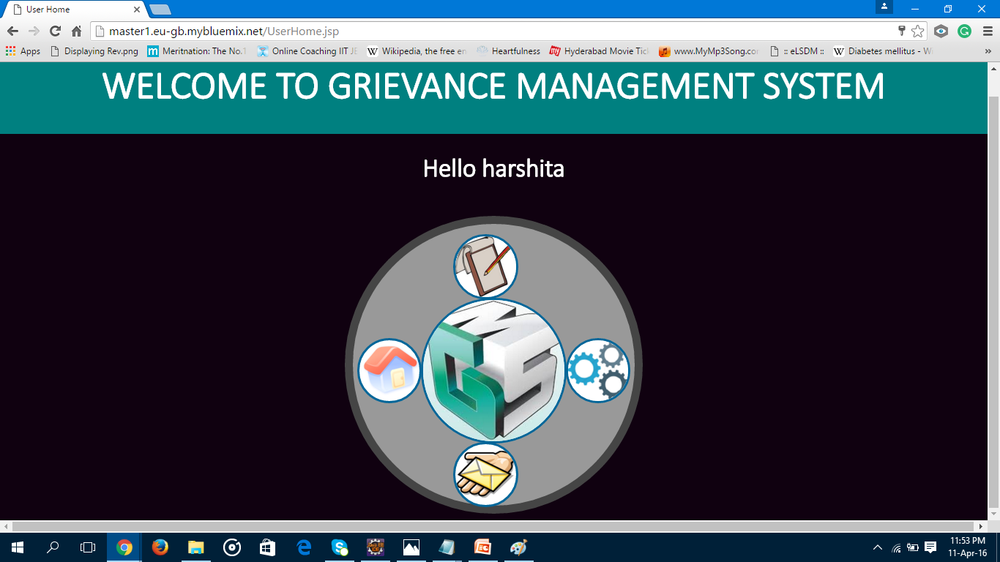 User Home
master1.eu-gb.mybluemix.net/UserHome.jsp
Apps Displaying Rev.png Meritnation: The No.1 Online Coaching IIT JE Wikipedia, the free en Heartfulness Hyderabad Movie Tick www.MyMp3Song.com :: eLSDM :: Diabetes mellitus - Wi
WELCOME TO GRIEVANCE MANAGEMENT SYSTEM
Hello harshita
GMS
11:53 PM
11-Apr-16